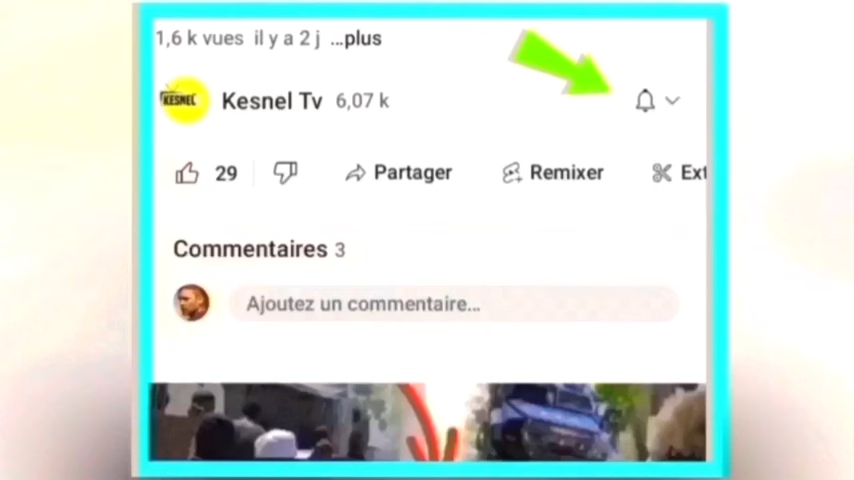 1,6 k vues il y a 2 j ...plus
KESNEL Kesnel Tv 6,07 k
29 Partager Remixer Ext
Commentaires 3
Ajoutez un commentaire...